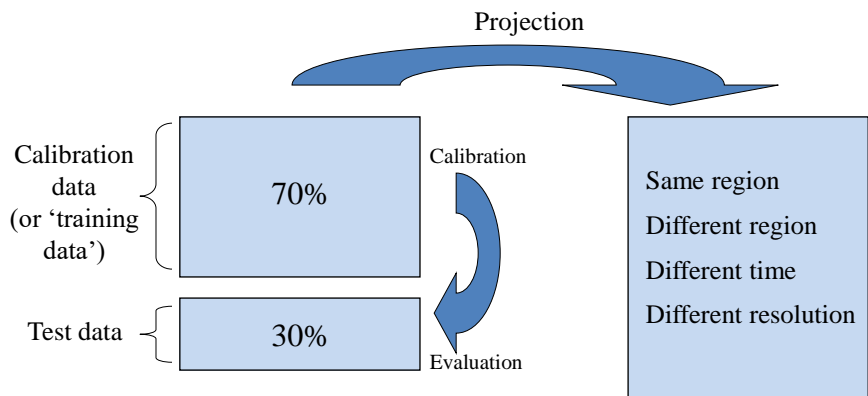 Projection
Calibration
data
(or ‘training
data’)
70%
Calibration
Test data
30%
Evaluation
Same region
Different region
Different time
Different resolution